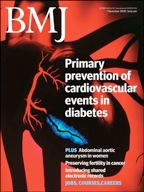 BMJ
Primary
prevention of
cardiovascular
events in
diabetes
PLUS Abdominal aortic
aneurysm in women
Preserving fertility in cancer
Introducing shared
electronic records
JOBS, COURSES, CAREERS